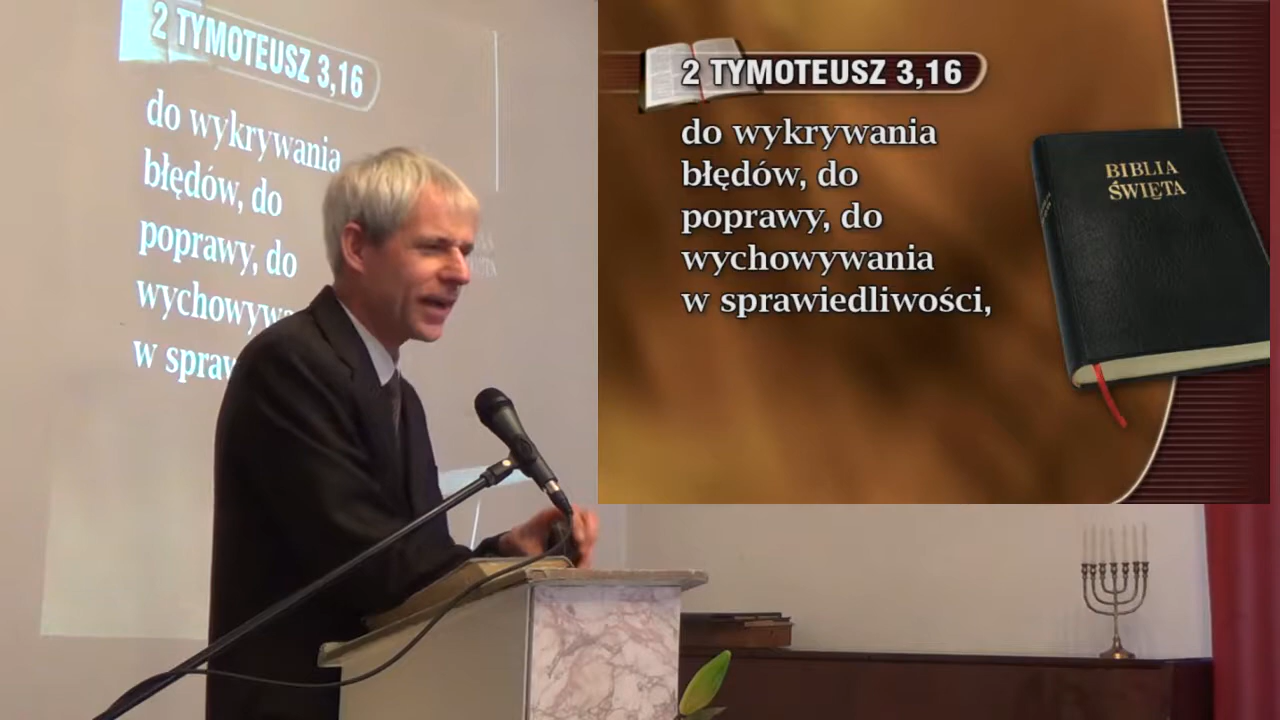 2 TYMOTEUSZ 3,16
do wykrywania
błędów, do
poprawy, do
wychowyw
w spraw
2 TYMOTEUSZ 3,16
do wykrywania
błędów, do
poprawy, do
wychowywania
w sprawiedliwości,
BIBLIA
ŚWIĘTA